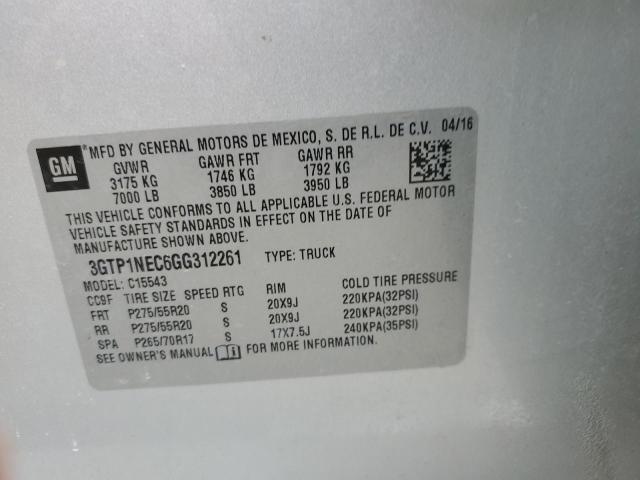 GM ® MFD BY GENERAL MOTORS DE MEXICO, S. DE R.L. DE C.V. 04/16
GVWR GAWR FRT GAWR RR
3175 KG 1746 KG 1792 KG
7000 LB 3850 LB 3950 LB
THIS VEHICLE CONFORMS TO ALL APPLICABLE U.S. FEDERAL MOTOR
VEHICLE SAFETY STANDARDS IN EFFECT ON THE DATE OF
MANUFACTURE SHOWN ABOVE.
3GTP1NEC6GG312261 TYPE: TRUCK
MODEL: C15543
CC9F TIRE SIZE SPEED RTG RIM COLD TIRE PRESSURE
FRT P275/55R20 S 20X9J 220KPA(32PSI)
RR P275/55R20 S 20X9J 220KPA(32PSI)
SPA P265/70R17 S 17X7.5J 240KPA(35PSI)
SEE OWNER'S MANUAL FOR MORE INFORMATION.